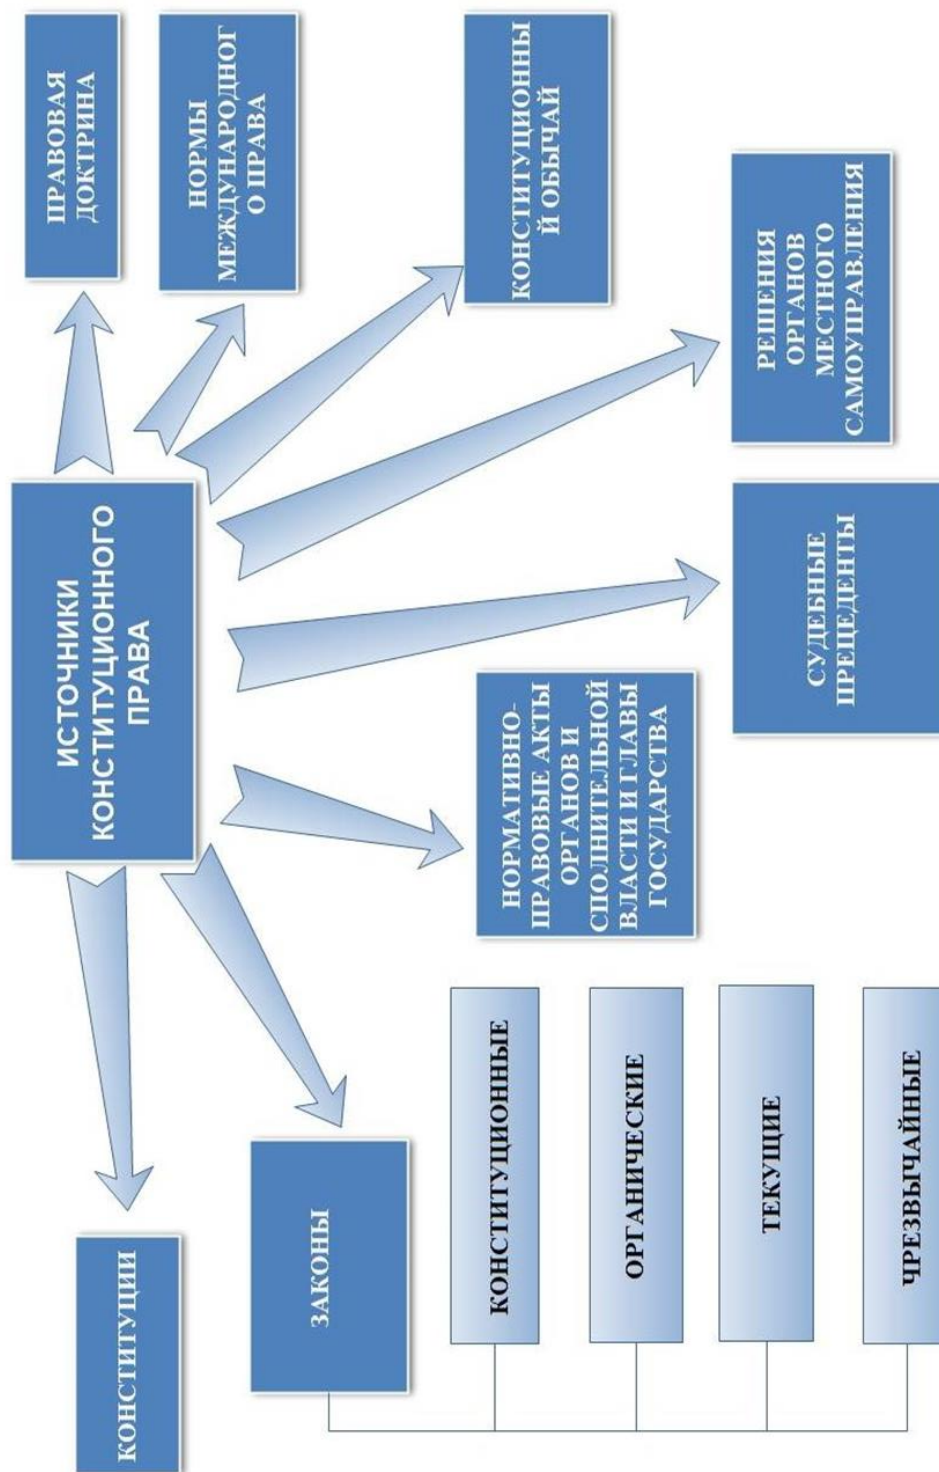 ИСТОЧНИКИ
КОНСТИТУЦИОННОГО
ПРАВА
КОНСТИТУЦИИ
ЗАКОНЫ
КОНСТИТУЦИОННЫЕ
ОРГАНИЧЕСКИЕ
ТЕКУЩИЕ
ЧРЕЗВЫЧАЙНЫЕ
НОРМАТИВНО-
ПРАВОВЫЕ АКТЫ
ОРГАНОВ И
СПОЛНИТЕЛЬНОЙ
ВЛАСТИ И ГЛАВЫ
ГОСУДАРСТВА
СУДЕБНЫЕ
ПРЕЦЕДЕНТЫ
РЕШЕНИЯ
ОРГАНОВ
МЕСТНОГО
САМОУПРАВЛЕНИЯ
КОНСТИТУЦИОННЫ
Й ОБЫЧАЙ
НОРМЫ
МЕЖДУНАРОДНОГ
О ПРАВА
ПРАВОВАЯ
ДОКТРИНА